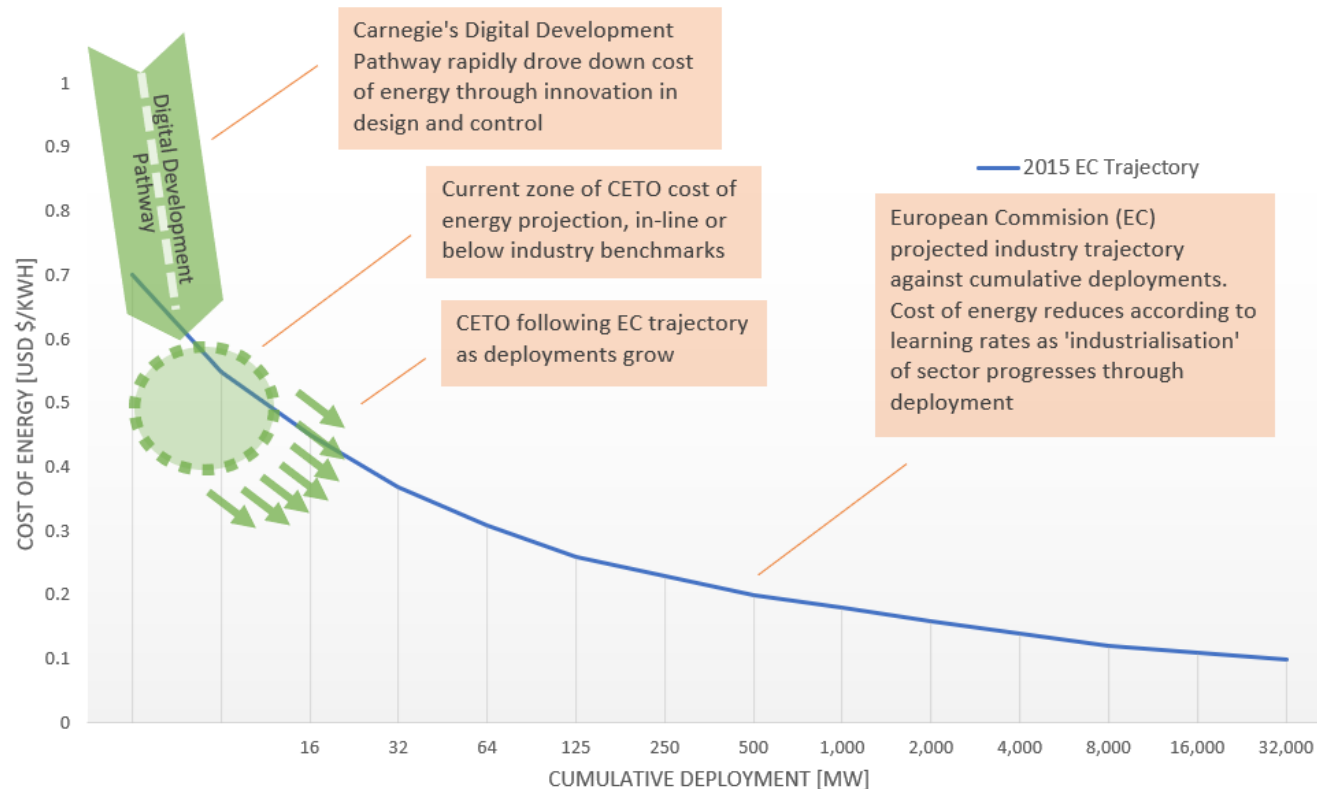 Carnegie's Digital Development
Pathway rapidly drove down cost
of energy through innovation in
design and control
Digital Development
Pathway
Current zone of CETO cost of
energy projection, in-line or
below industry benchmarks
CETO following EC trajectory
as deployments grow
2015 EC Trajectory
European Commision (EC)
projected industry trajectory
against cumulative deployments.
Cost of energy reduces according to
learning rates as 'industrialisation'
of sector progresses through
deployment
COST OF ENERGY [USD $/KWH]
1
0.9
0.8
0.7
0.6
0.5
0.4
0.3
0.2
0.1
0
16 32 64 125 250 500 1,000 2,000 4,000 8,000 16,000 32,000
CUMULATIVE DEPLOYMENT [MW]